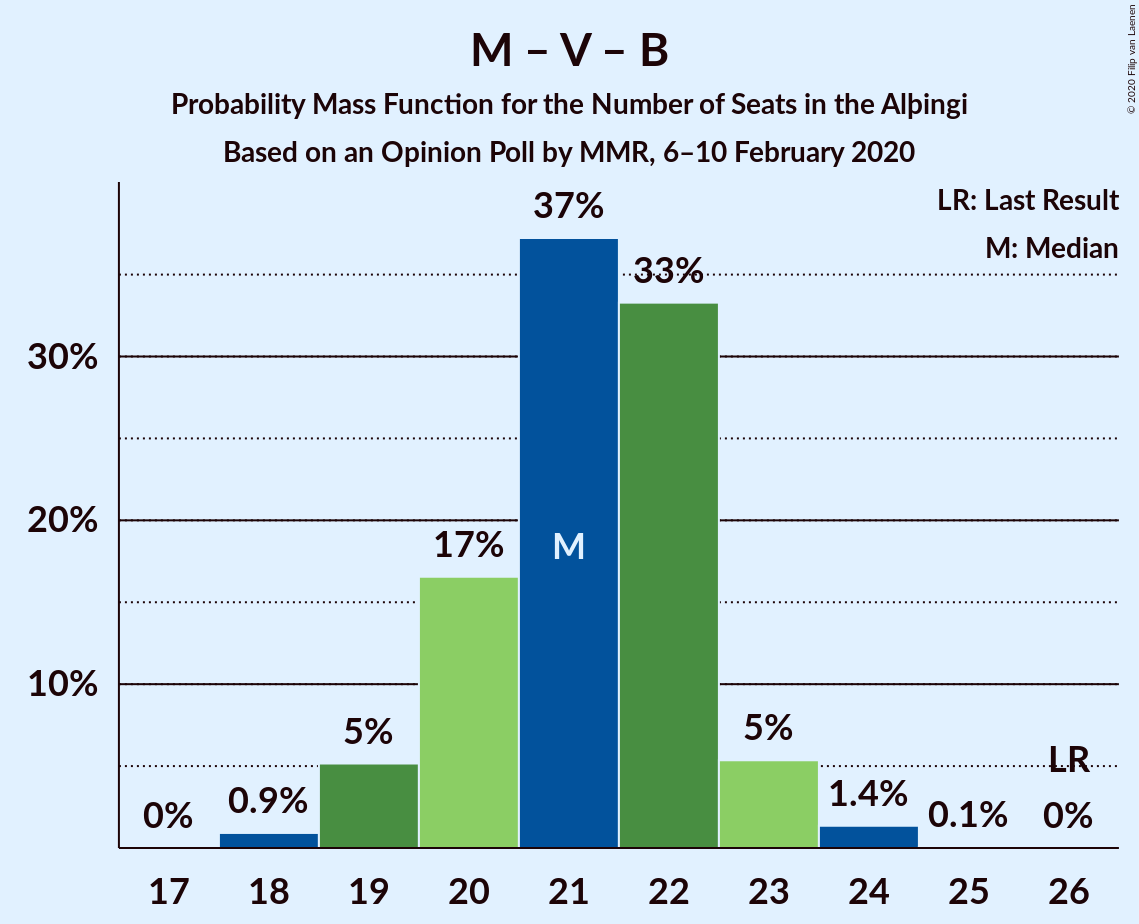 M – V – B
Probability Mass Function for the Number of Seats in the Alþingi
Based on an Opinion Poll by MMR, 6–10 February 2020
© 2020 Filip van Laenen
LR: Last Result
M: Median
37%
33%
30%
20%
17%
M
10%
5%
5%
LR
0%
0.9%
1.4%
0.1%
0%
17 18 19 20 21 22 23 24 25 26